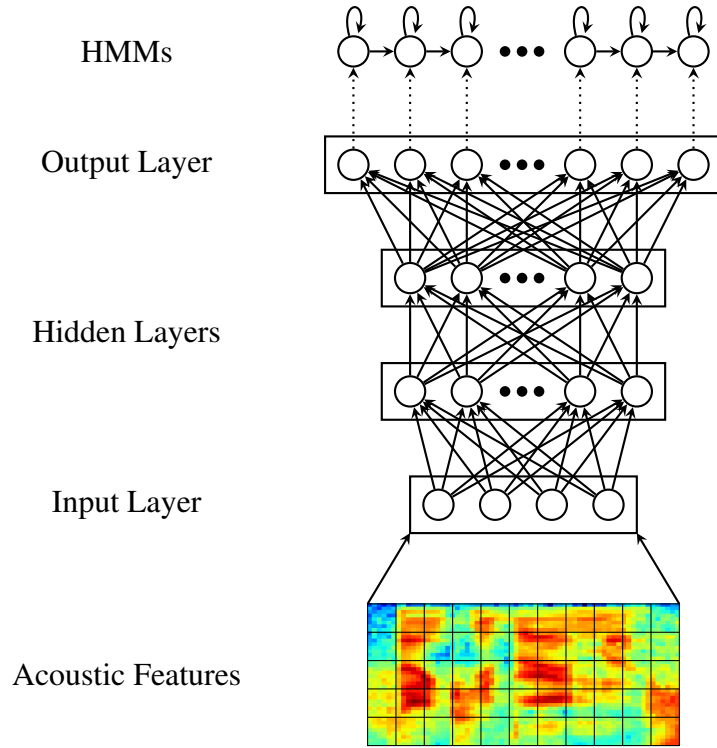 HMMs
Output Layer
Hidden Layers
Input Layer
Acoustic Features